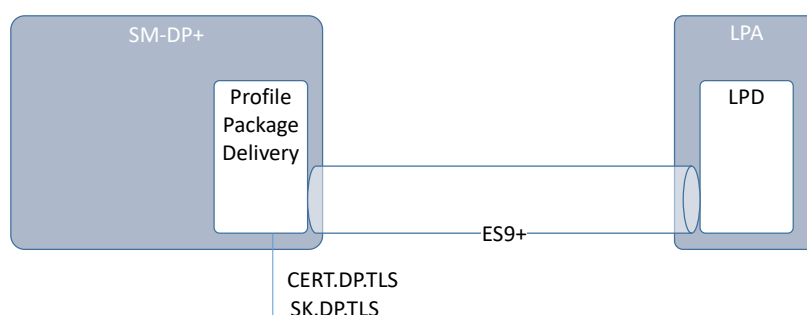 SM-DP+
LPA
Profile
Package
Delivery
LPD
ES9+
CERT.DP.TLS
SK.DP.TLS